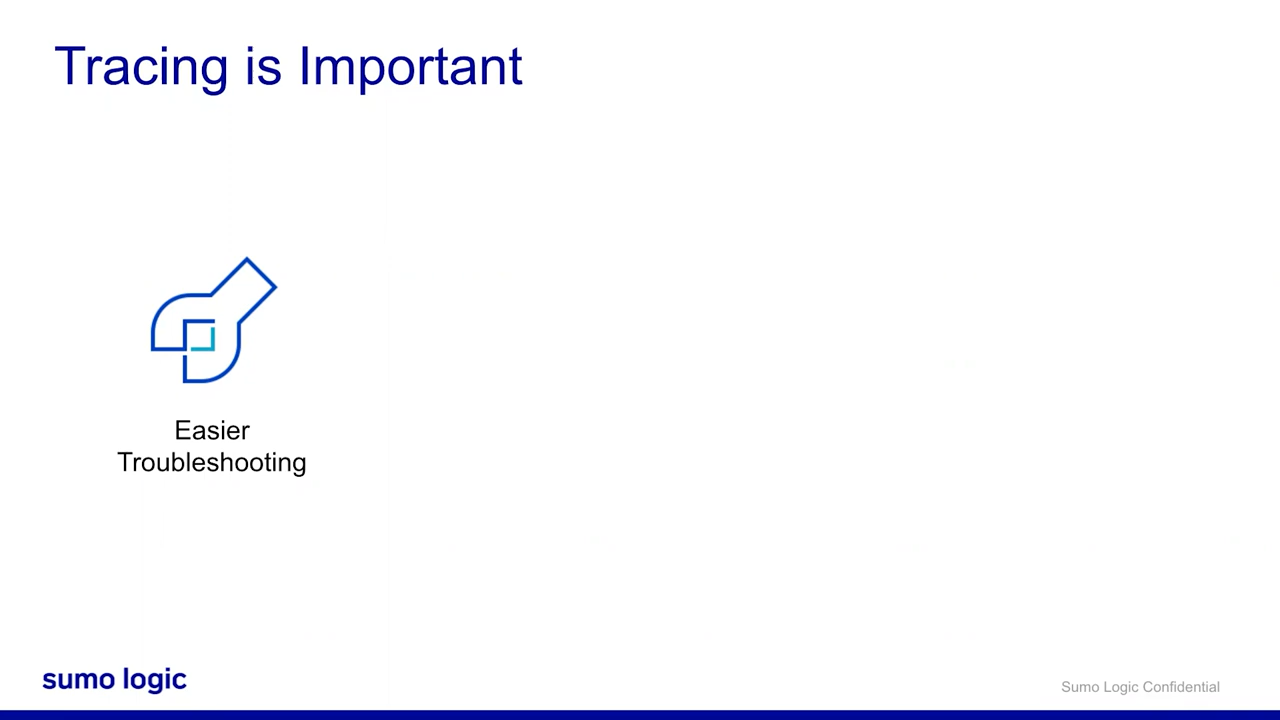 Tracing is Important
Easier
Troubleshooting
sumo logic
Sumo Logic Confidential